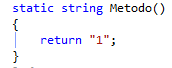 static string Metodo()
{
    return "1";
}